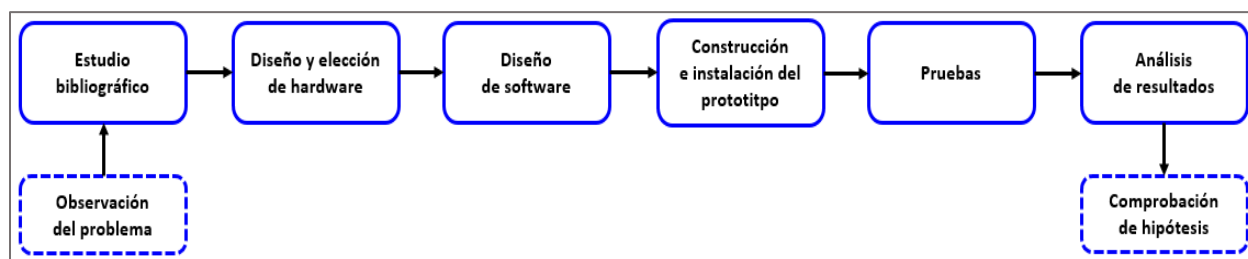 Estudio
bibliográfico
Diseño y elección
de hardware
Diseño
de software
Construcción
e instalación del
prototitpo
Pruebas
Análisis
de resultados
Observación
del problema
Comprobación
de hipótesis